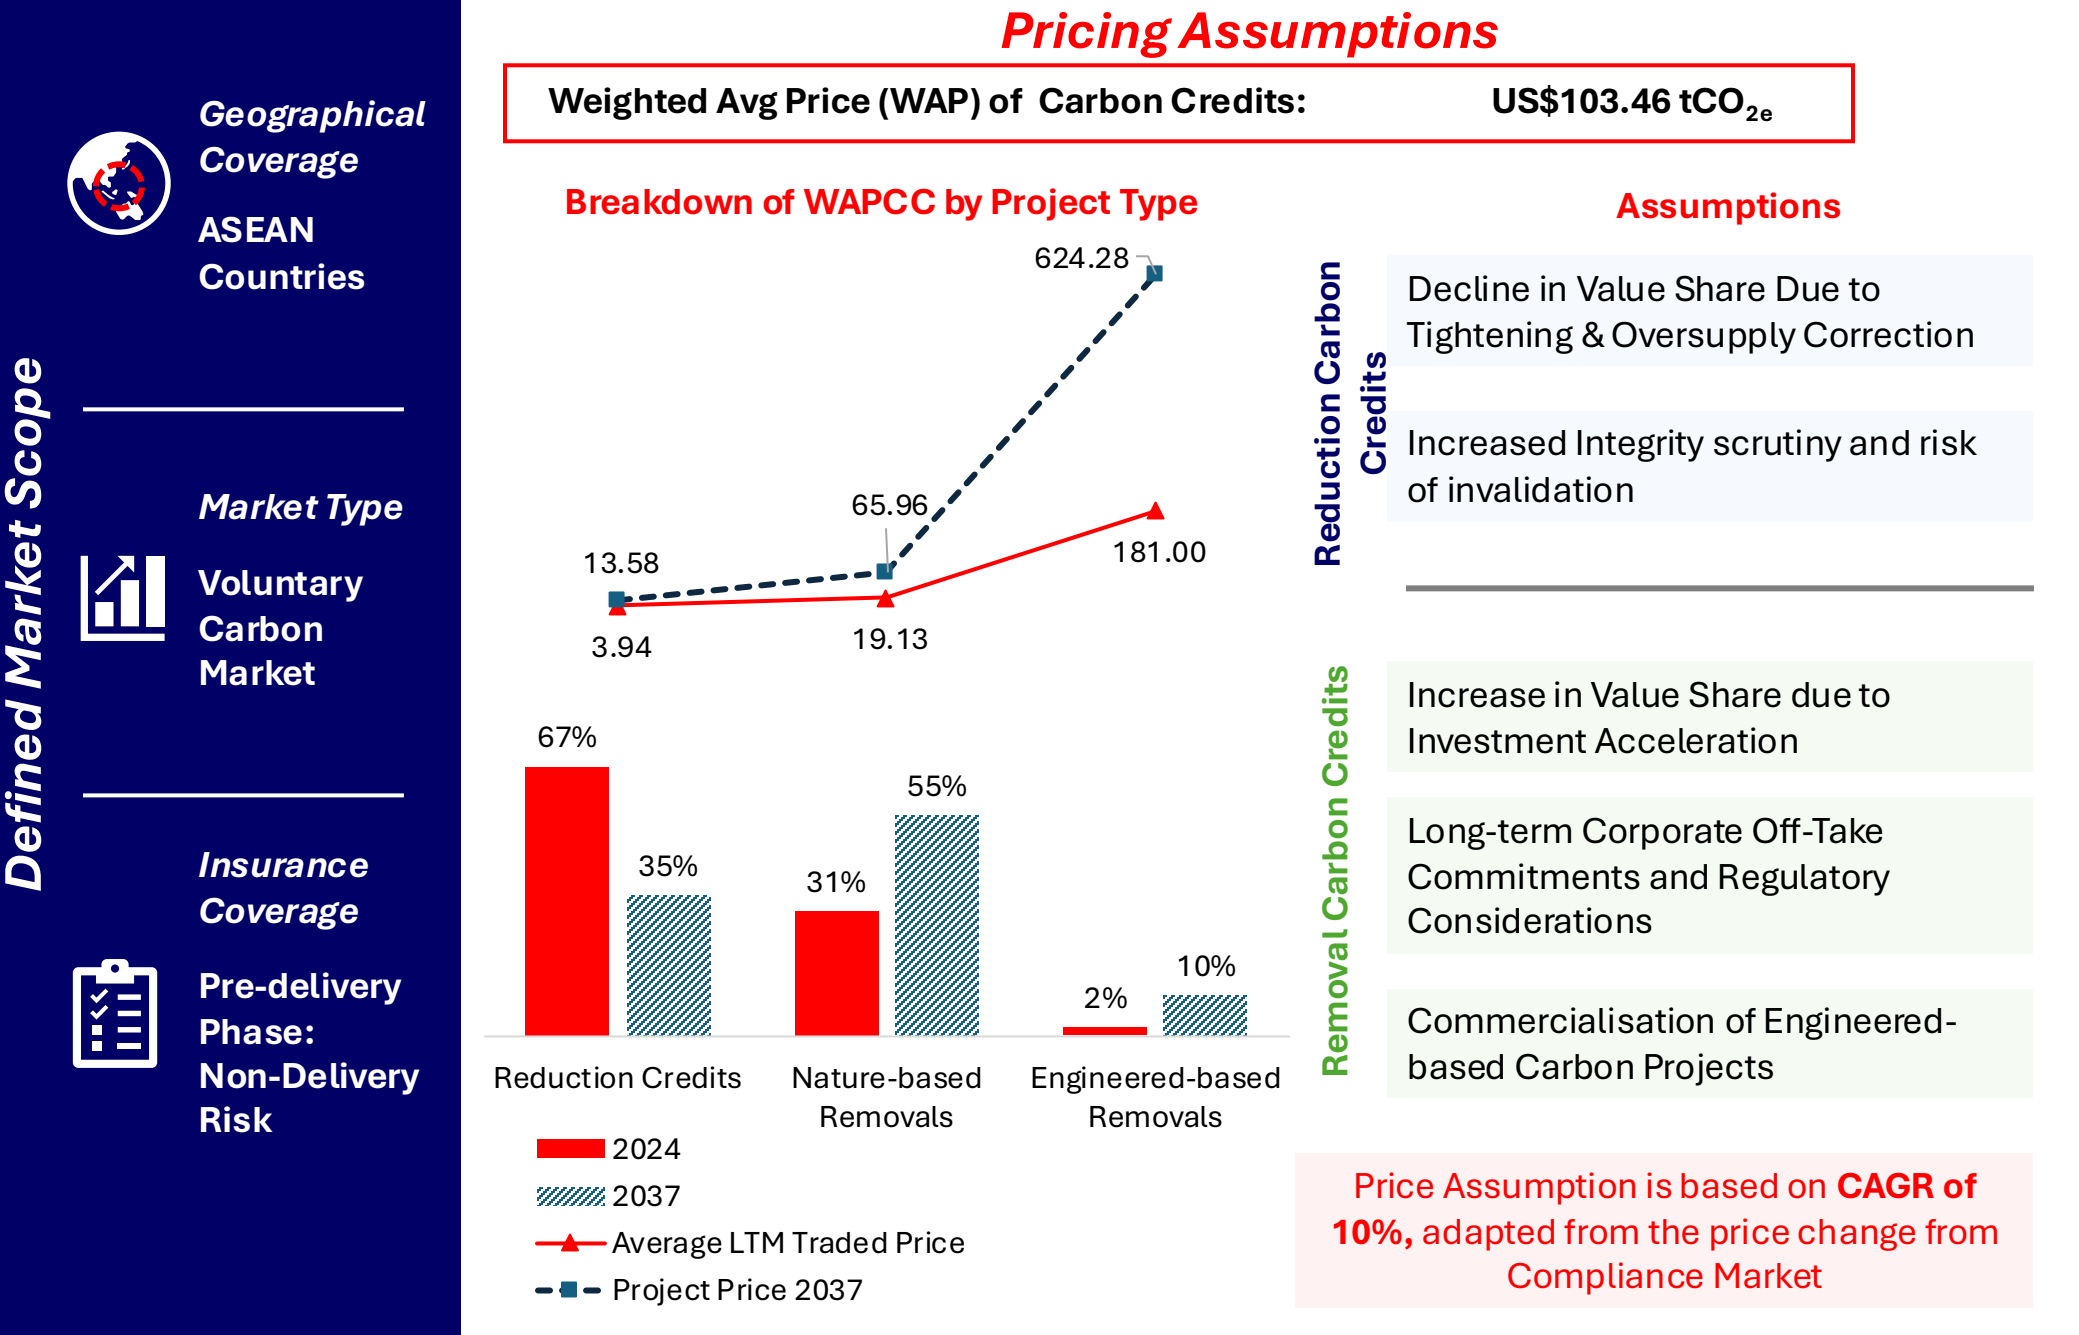 Defined Market Scope
Geographical
Coverage
ASEAN
Countries
Market Type
Voluntary
Carbon
Market
Insurance
Coverage
Pre-delivery
Phase:
Non-Delivery
Risk
Pricing Assumptions
Weighted Avg Price (WAP) of  Carbon Credits: US$103.46 tCO2e
Breakdown of WAPCC by Project Type
624.28
65.96
13.58
181.00
19.13
3.94
67%
35%
31%
55%
2%
10%
Reduction Credits
Nature-based
Removals
Engineered-based
Removals
2024
2037
Average LTM Traded Price
Project Price 2037
Assumptions
Reduction Carbon
Credits
Decline in Value Share Due to
Tightening & Oversupply Correction
Increased Integrity scrutiny and risk
of invalidation
Removal Carbon Credits
Increase in Value Share due to
Investment Acceleration
Long-term Corporate Off-Take
Commitments and Regulatory
Considerations
Commercialisation of Engineered-
based Carbon Projects
Price Assumption is based on CAGR of
10%, adapted from the price change from
Compliance Market